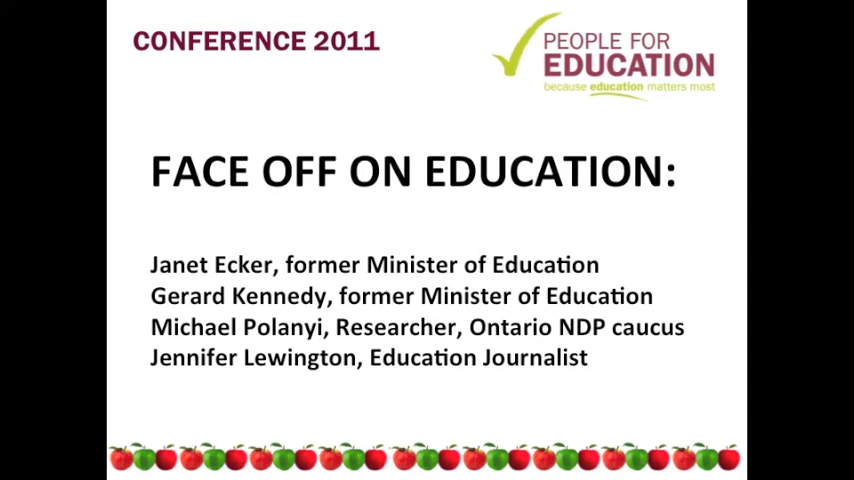 CONFERENCE 2011
PEOPLE FOR
EDUCATION
because education matters most
FACE OFF ON EDUCATION:
Janet Ecker, former Minister of Education
Gerard Kennedy, former Minister of Education
Michael Polanyi, Researcher, Ontario NDP caucus
Jennifer Lewington, Education Journalist